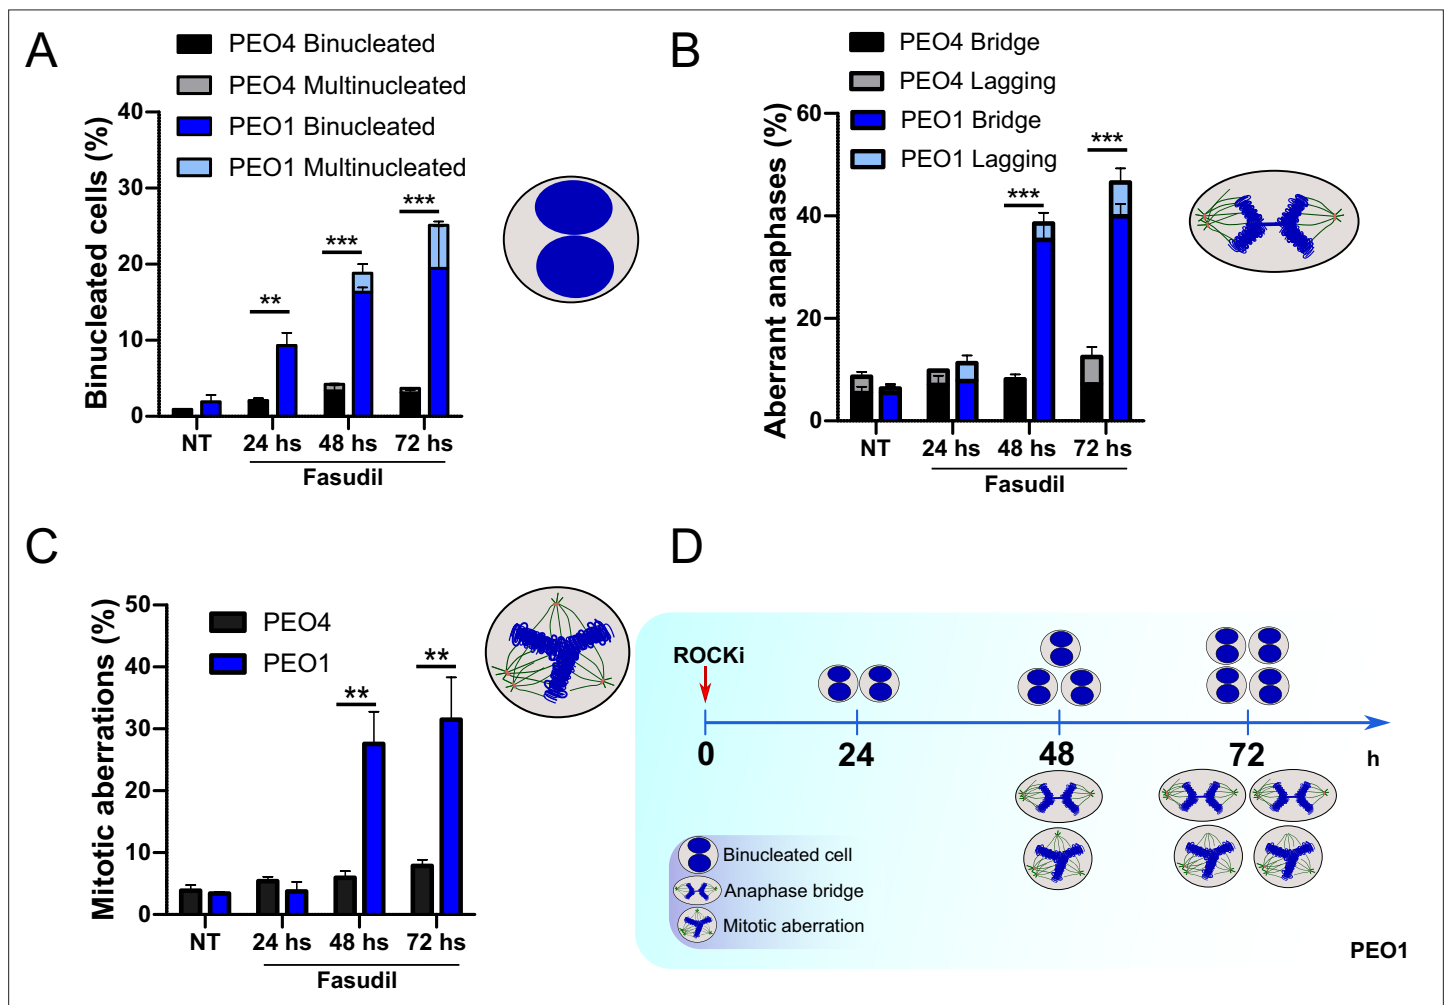 A
PEO4 Binucleated
PEO4 Multinucleated
PEO1 Binucleated
PEO1 Multinucleated
Binucleated cells (%)
40
30
20
10
0
**
***
***
NT
24 hs
48 hs
72 hs
Fasudil
B
PEO4 Bridge
PEO4 Lagging
PEO1 Bridge
PEO1 Lagging
Aberrant anaphases (%)
60
40
20
0
***
***
NT
24 hs
48 hs
72 hs
Fasudil
C
PEO4
PEO1
Mitotic aberrations (%)
50
40
30
20
10
0
**
**
NT
24 hs
48 hs
72 hs
Fasudil
D
ROCKi
0
24
48
72
h
Binucleated cell
Anaphase bridge
Mitotic aberration
PEO1